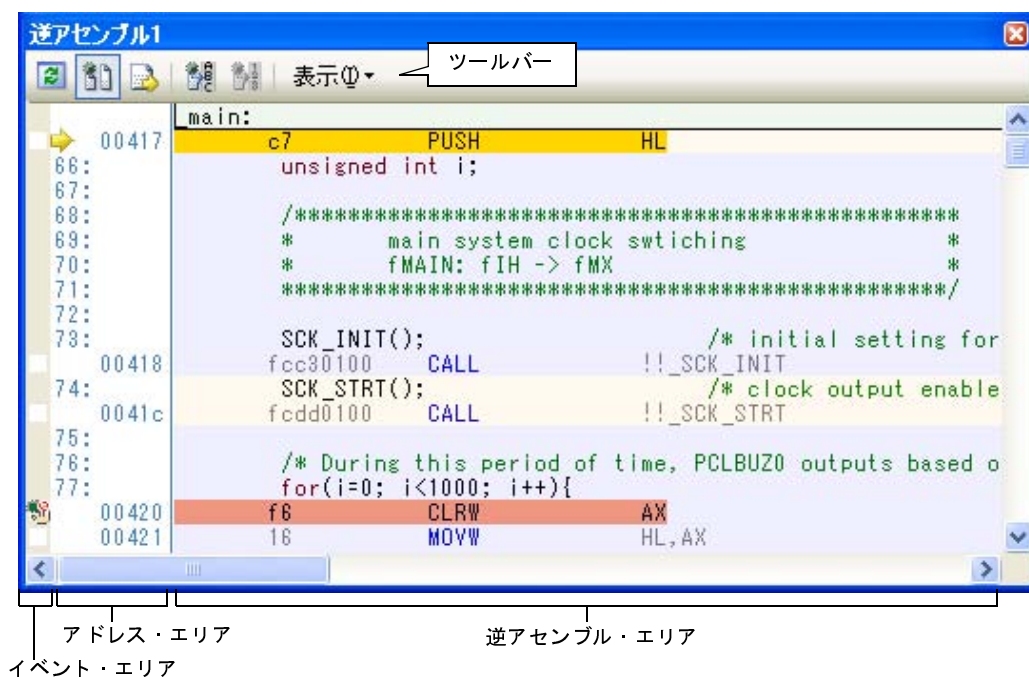 逆アセンブル1
表示(I)▾
ツールバー
_main:
00417 c7 PUSH HL
66: unsigned int i;
67:
68: /**************************************************
69: * main system clock swtiching *
70: * fMAIN: fIH -> fMX *
71: **************************************************/
72:
73: SCK_INIT(); /* initial setting for
00418 fcc30100 CALL !!_SCK_INIT
74: SCK_STRT(); /* clock output enable
0041c fcdd0100 CALL !!_SCK_STRT
75:
76: /* During this period of time, PCLBUZ0 outputs based o
77: for(i=0; i<1000; i++){
00420 f6 CLRW AX
00421 16 MOVW HL,AX
アドレス・エリア
逆アセンブル・エリア
イベント・エリア